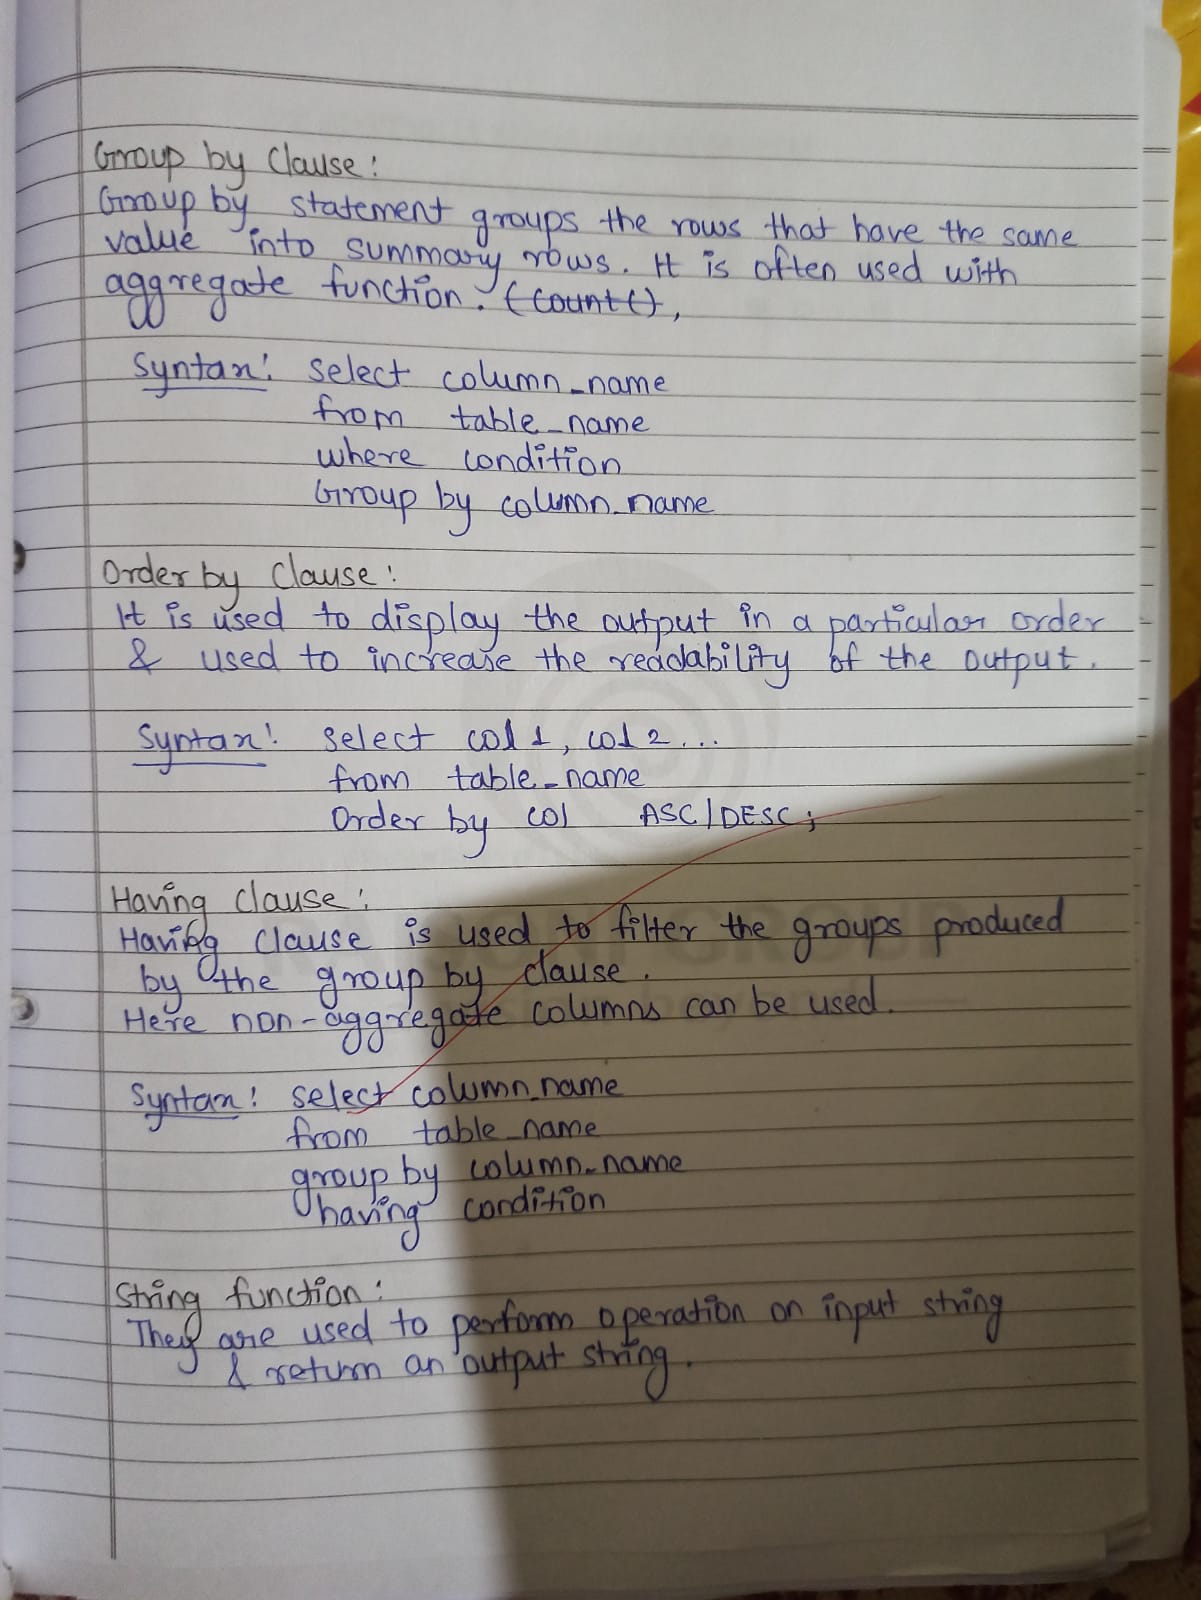 Group by Clause:
Group by statement groups the rows that have the same
value into summary rows. It is often used with
aggregate function. (count(),
Syntax: select column_name
from table_name
where condition
Group by column_name
Order by Clause:
It is used to display the output in a particular order
& used to increase the readability of the output.
Syntax: select col1, col2...
from table_name
Order by col ASC/DESC;
Having Clause:
Having Clause is used to filter the groups produced
by the group by clause.
Here non-aggregate columns can be used.
Syntax: select column_name
from table_name
group by column_name
having condition
String function:
They are used to perform operation on input string
& return an output string.